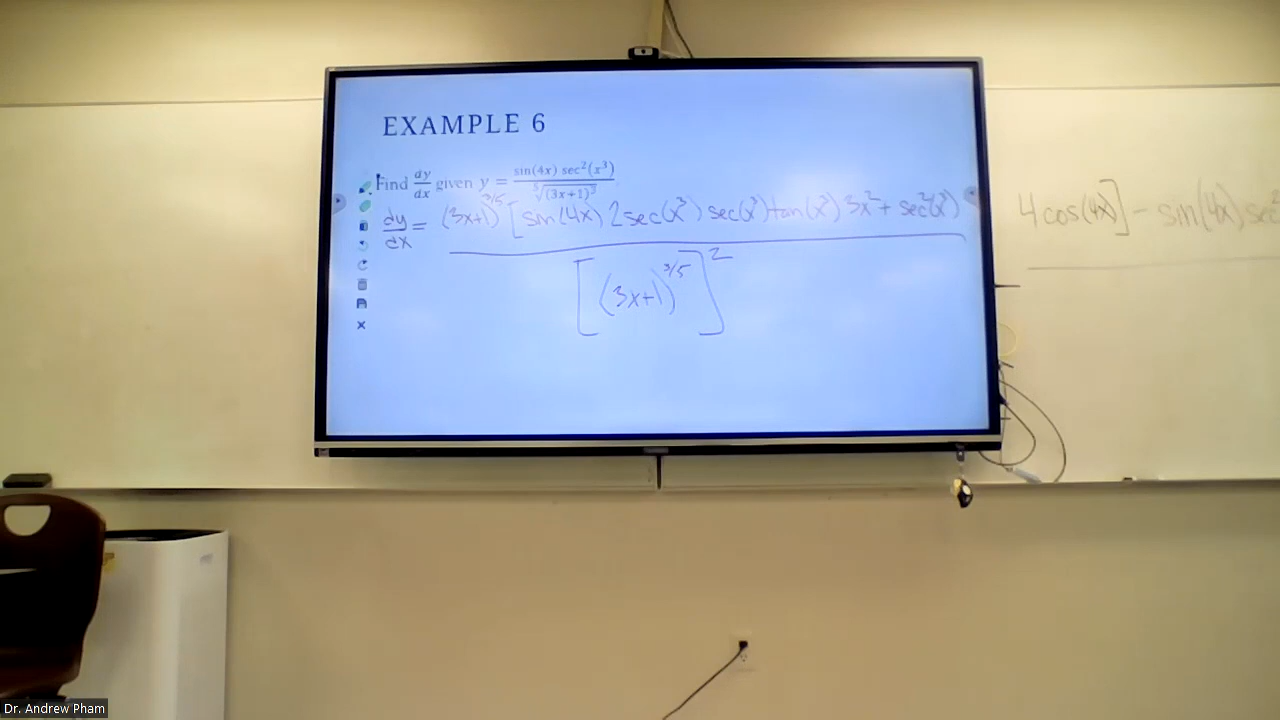 EXAMPLE 6
Find dy/dx given y = sin(4x) sec²(x³) / ⁵√(3x+1)³
dy/dx = (3x+1)^3/5 [sin(4x) 2sec(x³) sec(x³)tan(x³) 3x² + sec²(x³) 4cos(4x)] − sin(4x) sec²
[(3x+1)^3/5]²
Dr. Andrew Pham